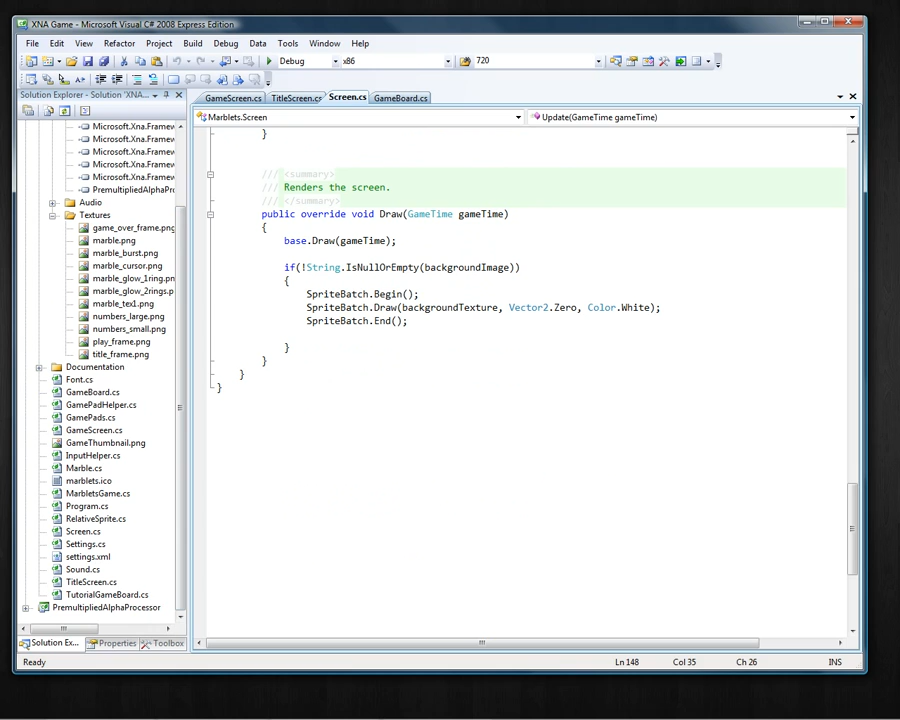 XNA Game - Microsoft Visual C# 2008 Express Edition
File Edit View Refactor Project Build Debug Data Tools Window Help
Debug x86 720
Solution Explorer - Solution 'XNA...
GameScreen.cs TitleScreen.cs Screen.cs GameBoard.cs
Marblets.Screen Update(GameTime gameTime)
Microsoft.Xna.Framew
Microsoft.Xna.Framew
Microsoft.Xna.Framew
Microsoft.Xna.Framew
Microsoft.Xna.Framew
PremultipliedAlphaPro
Audio
Textures
game_over_frame.png
marble.png
marble_burst.png
marble_cursor.png
marble_glow_1ring.pn
marble_glow_2rings.p
marble_tex1.png
numbers_large.png
numbers_small.png
play_frame.png
title_frame.png
Documentation
Font.cs
GameBoard.cs
GamePadHelper.cs
GamePads.cs
GameScreen.cs
GameThumbnail.png
InputHelper.cs
Marble.cs
marblets.ico
MarbletsGame.cs
Program.cs
RelativeSprite.cs
Screen.cs
Settings.cs
settings.xml
Sound.cs
TitleScreen.cs
TutorialGameBoard.cs
PremultipliedAlphaProcessor
}
/// <summary>
/// Renders the screen.
/// </summary>
public override void Draw(GameTime gameTime)
{
base.Draw(gameTime);
if(!String.IsNullOrEmpty(backgroundImage))
{
SpriteBatch.Begin();
SpriteBatch.Draw(backgroundTexture, Vector2.Zero, Color.White);
SpriteBatch.End();
}
}
}
}
Solution Ex... Properties Toolbox
Ready Ln 148 Col 35 Ch 26 INS